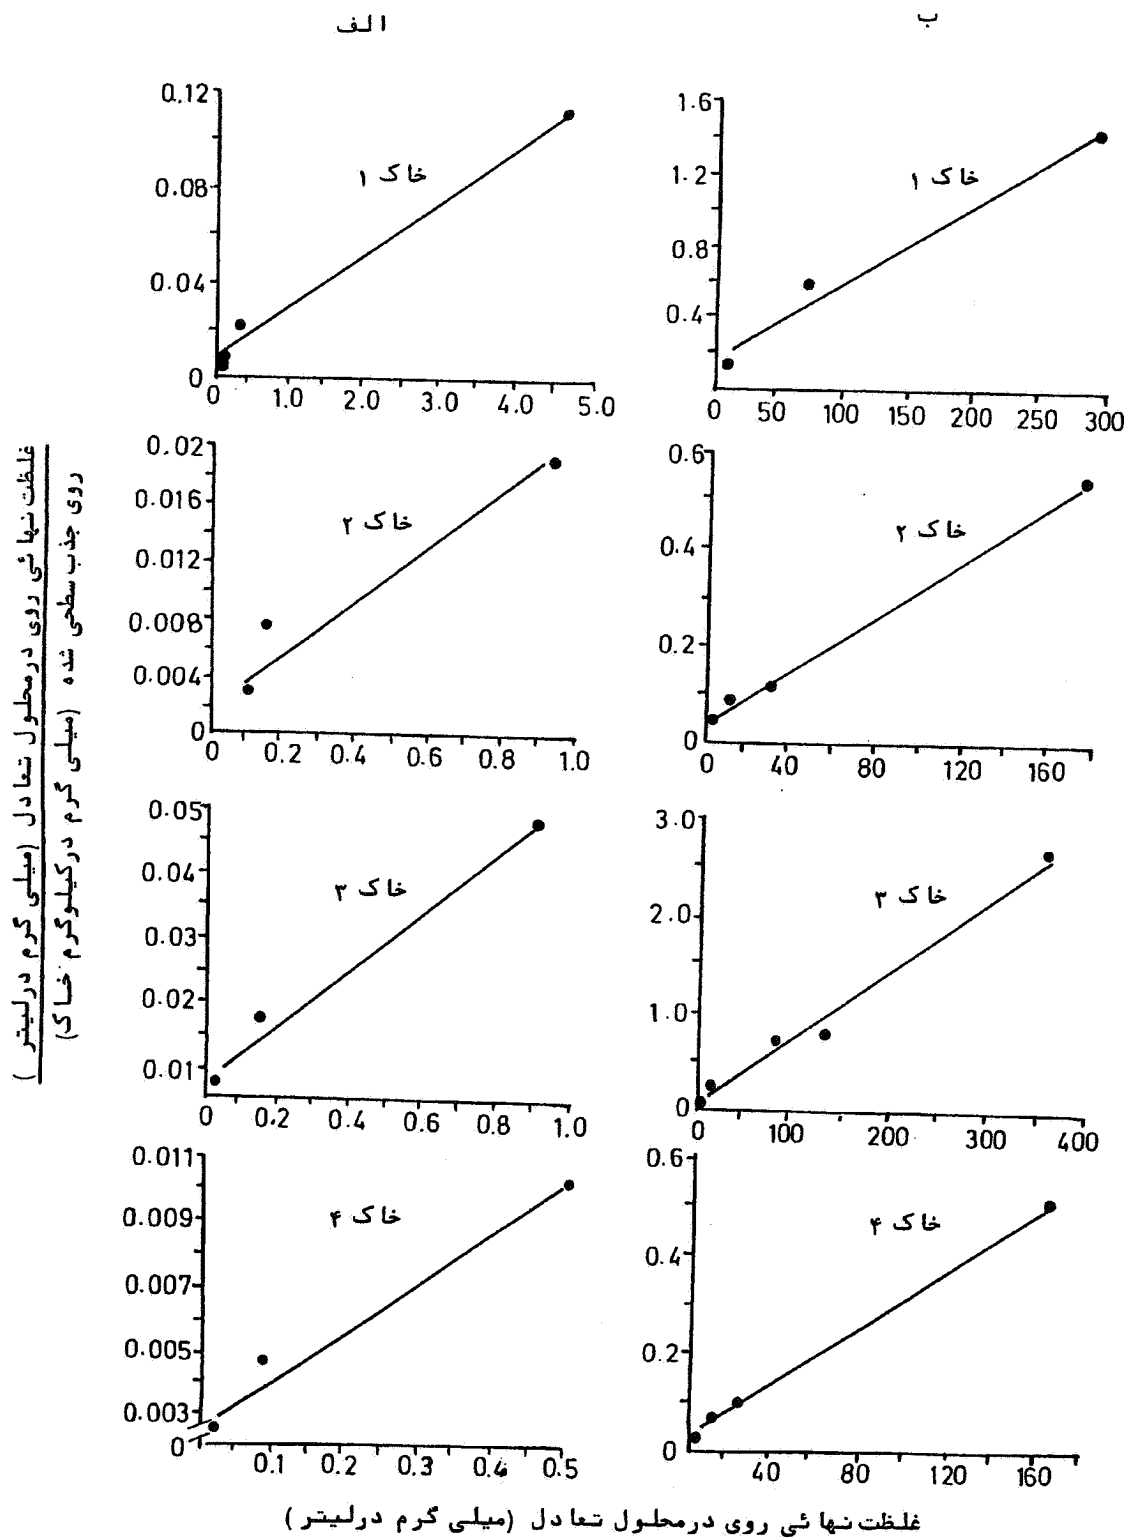 الف
ب
0.12
0.08
0.04
0
خاک ۱
0 1.0 2.0 3.0 4.0 5.0
1.6
1.2
0.8
0.4
خاک ۱
0 50 100 150 200 250 300
0.02
0.016
0.012
0.008
0.004
0
خاک ۲
0 0.2 0.4 0.6 0.8 1.0
0.6
0.4
0.2
0
خاک ۲
0 40 80 120 160
0.05
0.04
0.03
0.02
0.01
خاک ۳
0 0.2 0.4 0.6 0.8 1.0
3.0
2.0
1.0
0
خاک ۳
0 100 200 300 400
0.011
0.009
0.007
0.005
0.003
0
خاک ۴
0.1 0.2 0.3 0.4 0.5
0.6
0.4
0.2
0
خاک ۴
40 80 120 160
غلظت نهائی روی درمحلول تعادل (میلی گرم درلیتر)
روی جذب سطحی شده (میلی گرم درکیلوگرم خاک)
غلظت نهائی روی درمحلول تعادل (میلی گرم درلیتر)